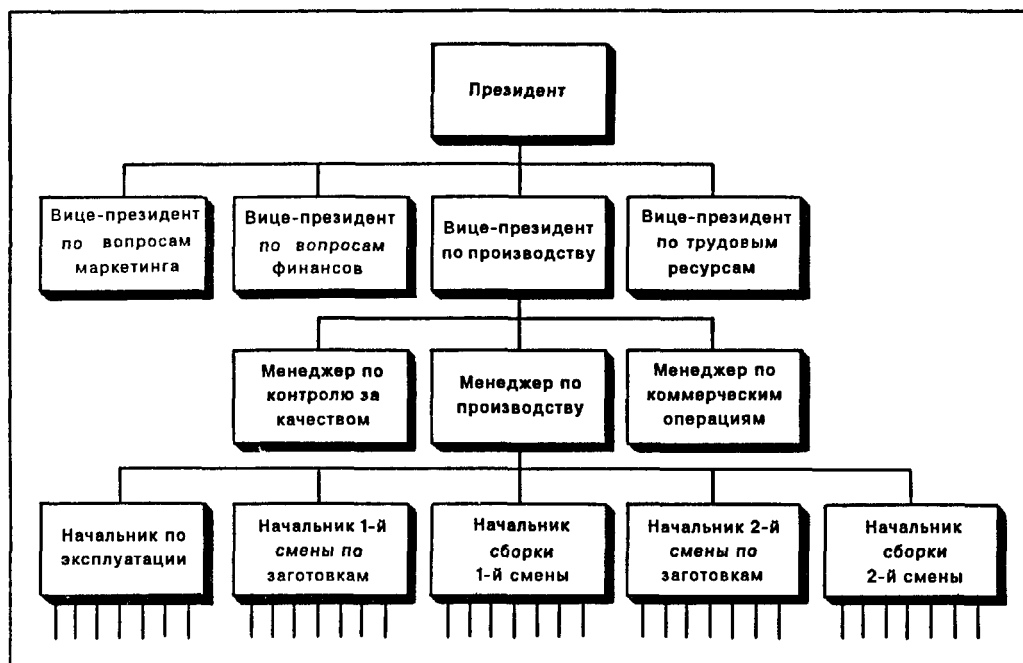 Президент
Вице-президент
по вопросам
маркетинга
Вице-президент
по вопросам
финансов
Вице-президент
по производству
Вице-президент
по трудовым
ресурсам
Менеджер по
контролю за
качеством
Менеджер по
производству
Менеджер по
коммерческим
операциям
Начальник по
эксплуатации
Начальник 1-й
смены по
заготовкам
Начальник
сборки
1-й смены
Начальник 2-й
смены по
заготовкам
Начальник
сборки
2-й смены